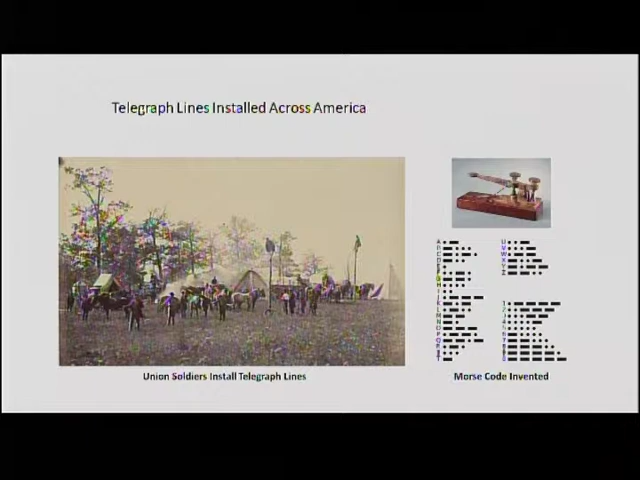 Telegraph Lines Installed Across America
Union Soldiers Install Telegraph Lines
Morse Code Invented